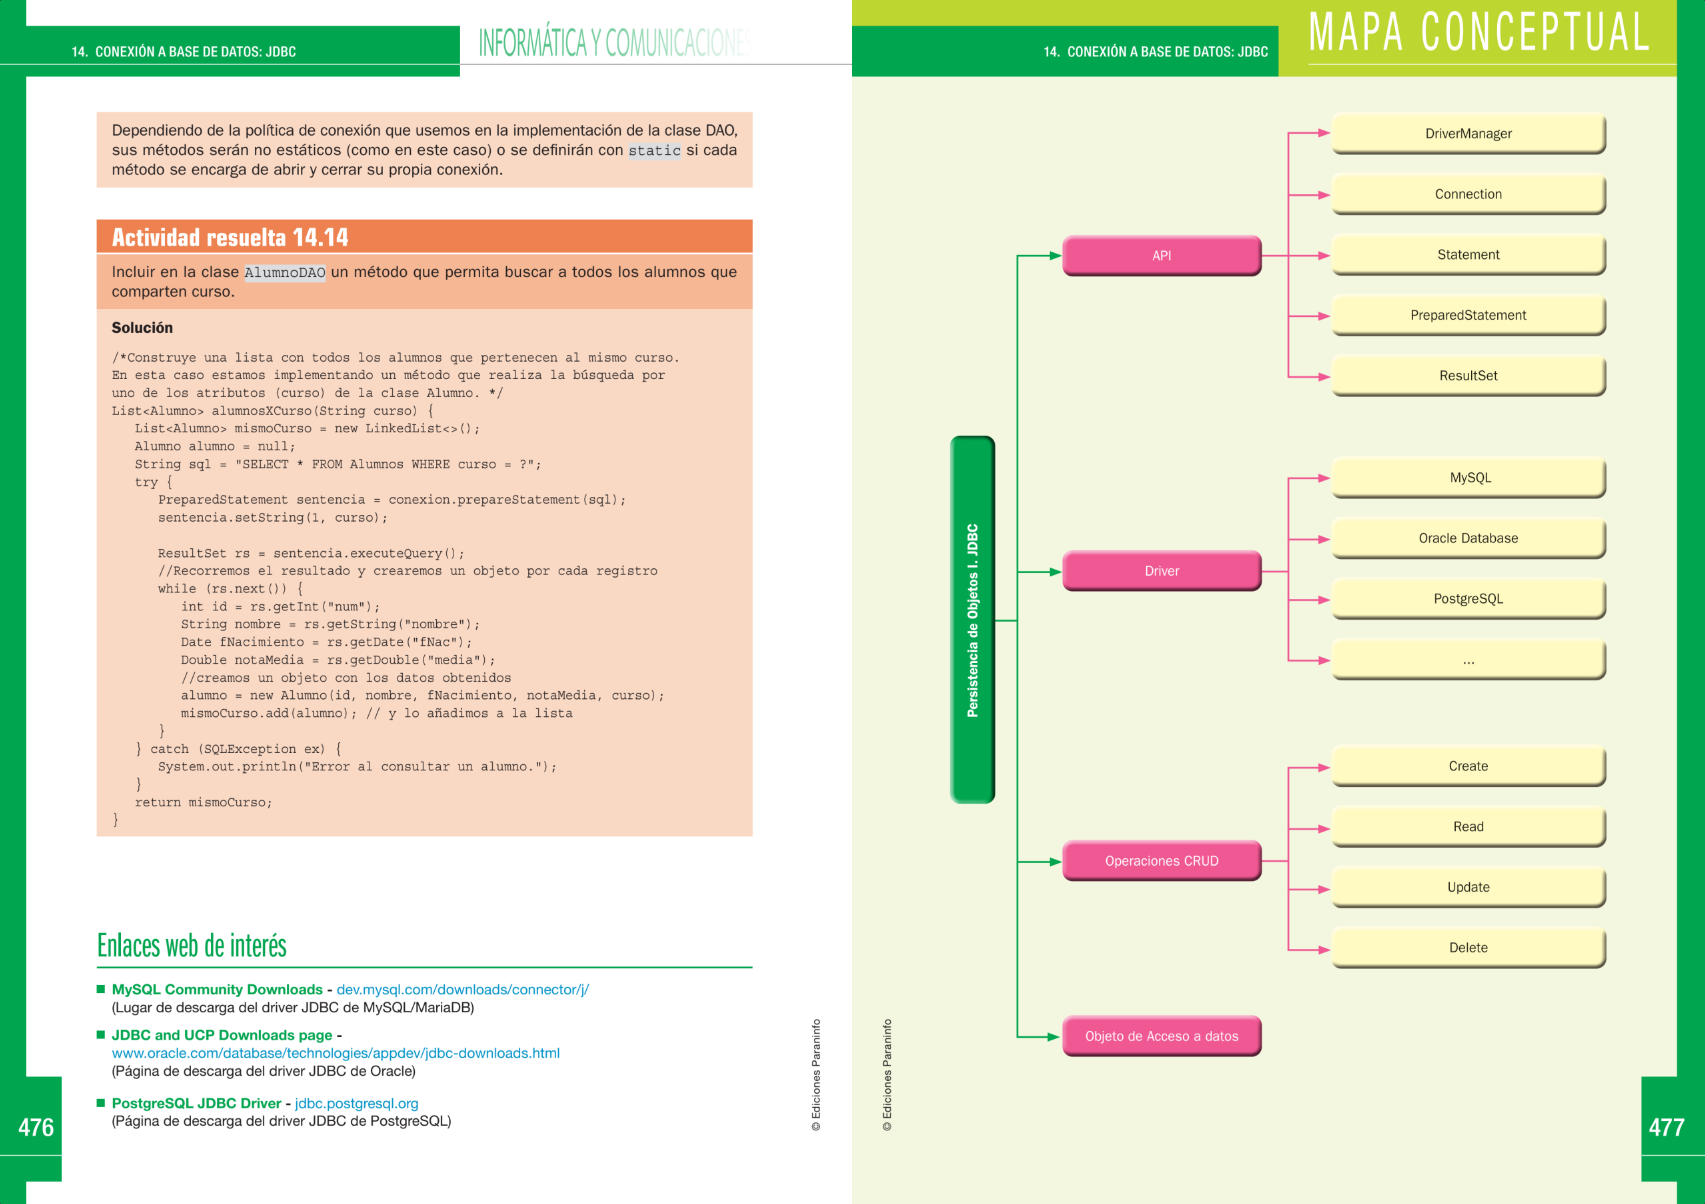 14. CONEXIÓN A BASE DE DATOS: JDBC
INFORMÁTICA Y COMUNICACIONES
Dependiendo de la política de conexión que usemos en la implementación de la clase DAO,
sus métodos serán no estáticos (como en este caso) o se definirán con static si cada
método se encarga de abrir y cerrar su propia conexión.
Actividad resuelta 14.14
Incluir en la clase AlumnoDAO un método que permita buscar a todos los alumnos que
comparten curso.
Solución
/*Construye una lista con todos los alumnos que pertenecen al mismo curso.
En esta caso estamos implementando un método que realiza la búsqueda por
uno de los atributos (curso) de la clase Alumno. */
List<Alumno> alumnosXCurso(String curso) {
   List<Alumno> mismoCurso = new LinkedList<>();
   Alumno alumno = null;
   String sql = "SELECT * FROM Alumnos WHERE curso = ?";
   try {
      PreparedStatement sentencia = conexion.prepareStatement(sql);
      sentencia.setString(1, curso);
      ResultSet rs = sentencia.executeQuery();
      //Recorremos el resultado y crearemos un objeto por cada registro
      while (rs.next()) {
         int id = rs.getInt("num");
         String nombre = rs.getString("nombre");
         Date fNacimiento = rs.getDate("fNac");
         Double notaMedia = rs.getDouble("media");
         //creamos un objeto con los datos obtenidos
         alumno = new Alumno(id, nombre, fNacimiento, notaMedia, curso);
         mismoCurso.add(alumno); // y lo añadimos a la lista
      }
   } catch (SQLException ex) {
      System.out.println("Error al consultar un alumno.");
   }
   return mismoCurso;
}
Enlaces web de interés
MySQL Community Downloads - dev.mysql.com/downloads/connector/j/
(Lugar de descarga del driver JDBC de MySQL/MariaDB)
JDBC and UCP Downloads page -
www.oracle.com/database/technologies/appdev/jdbc-downloads.html
(Página de descarga del driver JDBC de Oracle)
PostgreSQL JDBC Driver - jdbc.postgresql.org
(Página de descarga del driver JDBC de PostgreSQL)
476
© Ediciones Paraninfo
14. CONEXIÓN A BASE DE DATOS: JDBC
MAPA CONCEPTUAL
Persistencia de Objetos I. JDBC
API
DriverManager
Connection
Statement
PreparedStatement
ResultSet
Driver
MySQL
Oracle Database
PostgreSQL
...
Operaciones CRUD
Create
Read
Update
Delete
Objeto de Acceso a datos
© Ediciones Paraninfo
477